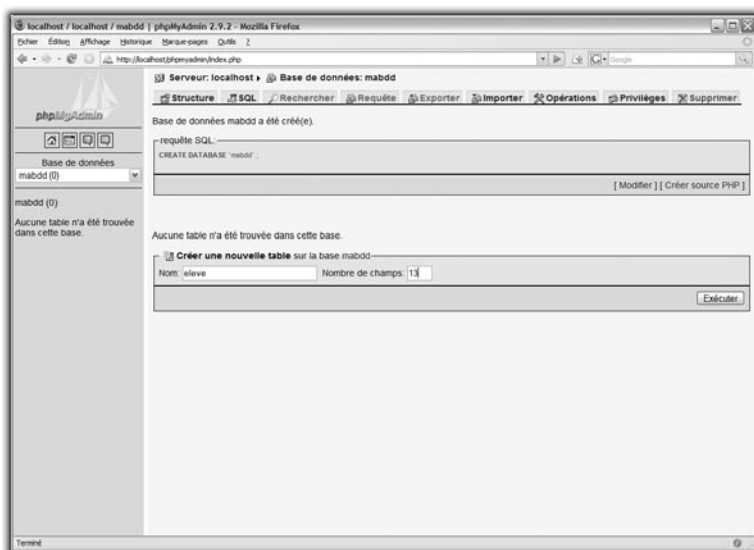 localhost / localhost / mabdd | phpMyAdmin 2.9.2 - Mozilla Firefox
Fichier Édition Affichage Historique Marque-pages Outils ?
http://localhost/phpmyadmin/index.php
Google
phpMyAdmin
Base de données
mabdd (0)
mabdd (0)
Aucune table n'a été trouvée
dans cette base.
Serveur: localhost Base de données: mabdd
Structure SQL Rechercher Requête Exporter Importer Opérations Privilèges Supprimer
Base de données mabdd a été créé(e).
requête SQL:
CREATE DATABASE `mabdd` ;
[ Modifier ] [ Créer source PHP ]
Aucune table n'a été trouvée dans cette base.
Créer une nouvelle table sur la base mabdd
Nom: eleve Nombre de champs: 13
Exécuter
Terminé